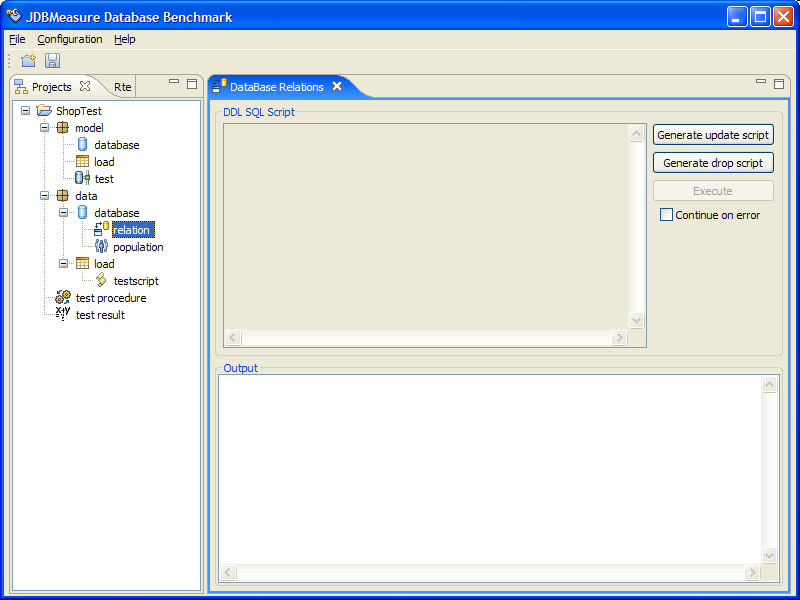 JDBMeasure Database Benchmark
File Configuration Help
Projects Rte
ShopTest
model
database
load
test
data
database
relation
population
load
testscript
test procedure
test result
DataBase Relations
DDL SQL Script
Generate update script
Generate drop script
Execute
Continue on error
Output